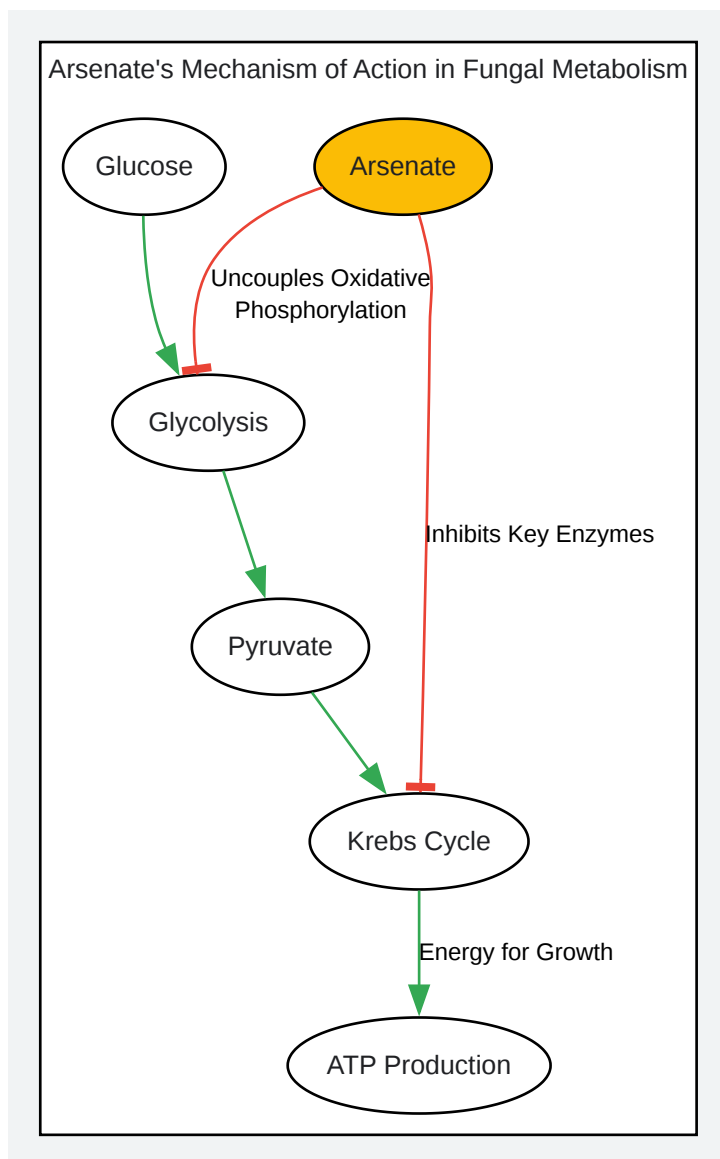 Arsenate's Mechanism of Action in Fungal Metabolism
Glucose
Arsenate
Uncouples Oxidative
Phosphorylation
Glycolysis
Inhibits Key Enzymes
Pyruvate
Krebs Cycle
Energy for Growth
ATP Production